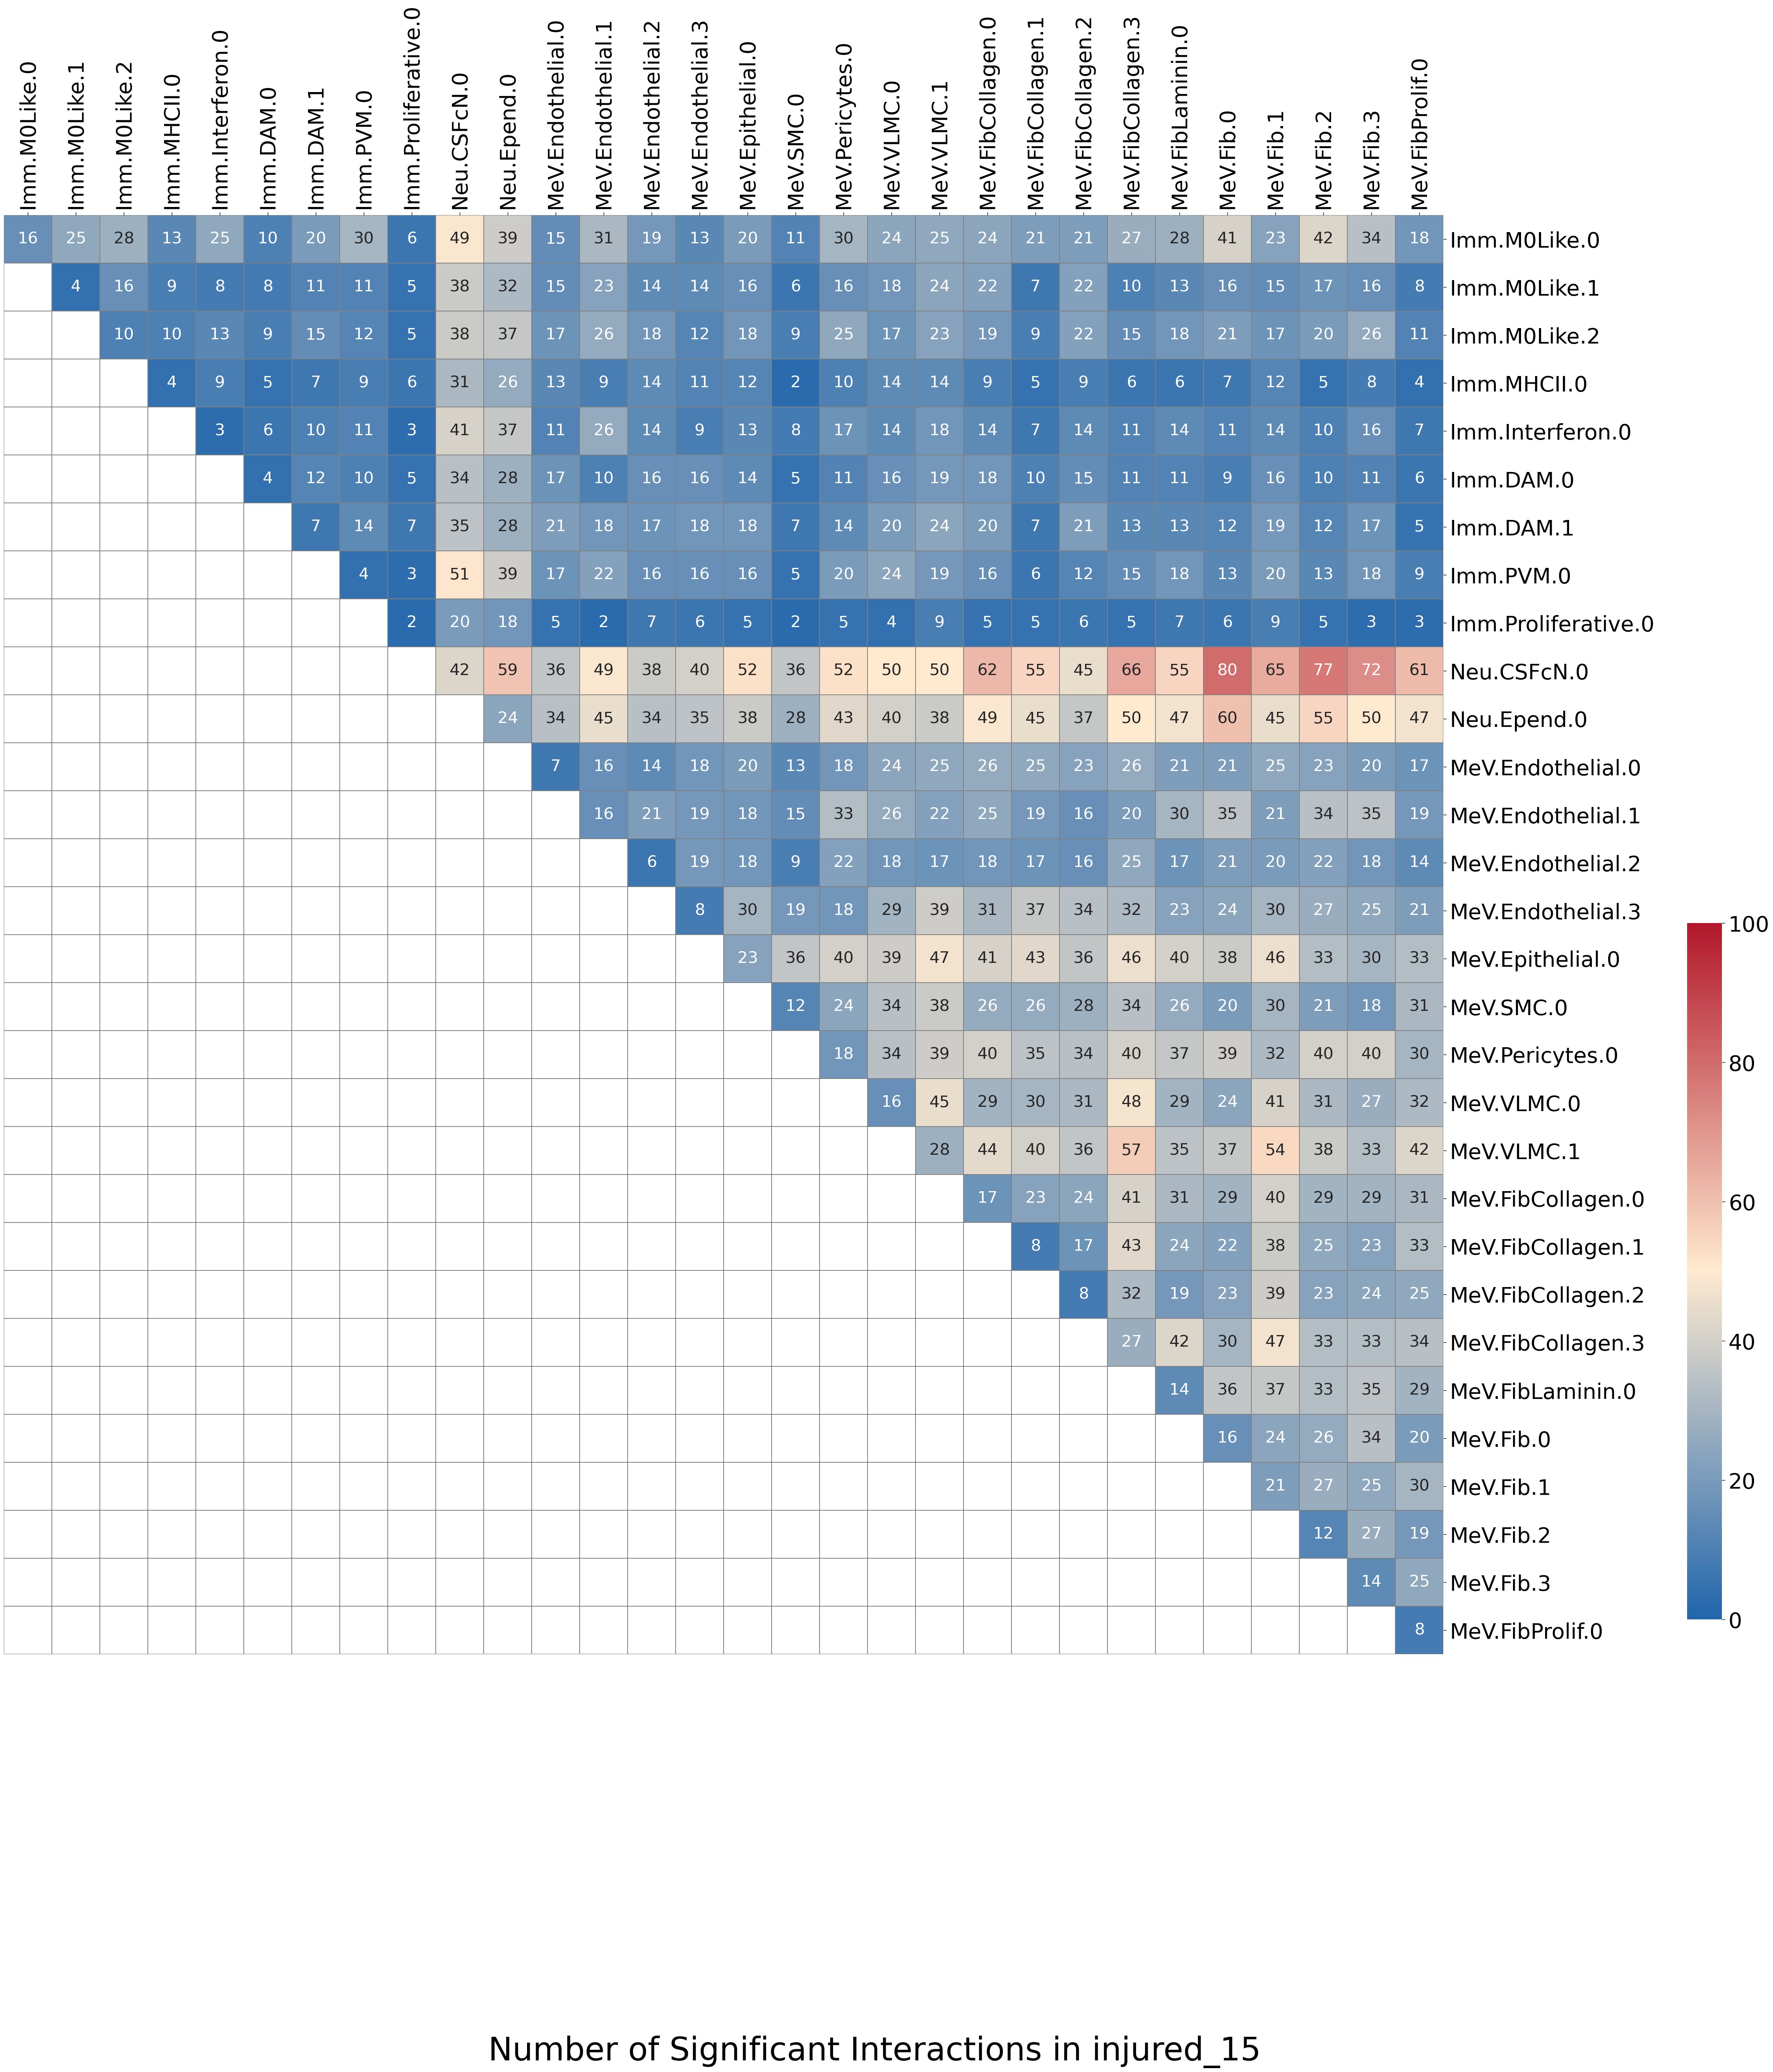 Imm.M0Like.0
Imm.M0Like.1
Imm.M0Like.2
Imm.MHCII.0
Imm.Interferon.0
Imm.DAM.0
Imm.DAM.1
Imm.PVM.0
Imm.Proliferative.0
Neu.CSFcN.0
Neu.Epend.0
MeV.Endothelial.0
MeV.Endothelial.1
MeV.Endothelial.2
MeV.Endothelial.3
MeV.Epithelial.0
MeV.SMC.0
MeV.Pericytes.0
MeV.VLMC.0
MeV.VLMC.1
MeV.FibCollagen.0
MeV.FibCollagen.1
MeV.FibCollagen.2
MeV.FibCollagen.3
MeV.FibLaminin.0
MeV.Fib.0
MeV.Fib.1
MeV.Fib.2
MeV.Fib.3
MeV.FibProlif.0
16 25 28 13 25 10 20 30 6 49 39 15 31 19 13 20 11 30 24 25 24 21 21 27 28 41 23 42 34 18 Imm.M0Like.0
4 16 9 8 8 11 11 5 38 32 15 23 14 14 16 6 16 18 24 22 7 22 10 13 16 15 17 16 8 Imm.M0Like.1
10 10 13 9 15 12 5 38 37 17 26 18 12 18 9 25 17 23 19 9 22 15 18 21 17 20 26 11 Imm.M0Like.2
4 9 5 7 9 6 31 26 13 9 14 11 12 2 10 14 14 9 5 9 6 6 7 12 5 8 4 Imm.MHCII.0
3 6 10 11 3 41 37 11 26 14 9 13 8 17 14 18 14 7 14 11 14 11 14 10 16 7 Imm.Interferon.0
4 12 10 5 34 28 17 10 16 16 14 5 11 16 19 18 10 15 11 11 9 16 10 11 6 Imm.DAM.0
7 14 7 35 28 21 18 17 18 18 7 14 20 24 20 7 21 13 13 12 19 12 17 5 Imm.DAM.1
4 3 51 39 17 22 16 16 16 5 20 24 19 16 6 12 15 18 13 20 13 18 9 Imm.PVM.0
2 20 18 5 2 7 6 5 2 5 4 9 5 5 6 5 7 6 9 5 3 3 Imm.Proliferative.0
42 59 36 49 38 40 52 36 52 50 50 62 55 45 66 55 80 65 77 72 61 Neu.CSFcN.0
24 34 45 34 35 38 28 43 40 38 49 45 37 50 47 60 45 55 50 47 Neu.Epend.0
7 16 14 18 20 13 18 24 25 26 25 23 26 21 21 25 23 20 17 MeV.Endothelial.0
16 21 19 18 15 33 26 22 25 19 16 20 30 35 21 34 35 19 MeV.Endothelial.1
6 19 18 9 22 18 17 18 17 16 25 17 21 20 22 18 14 MeV.Endothelial.2
8 30 19 18 29 39 31 37 34 32 23 24 30 27 25 21 MeV.Endothelial.3
23 36 40 39 47 41 43 36 46 40 38 46 33 30 33 MeV.Epithelial.0
12 24 34 38 26 26 28 34 26 20 30 21 18 31 MeV.SMC.0
18 34 39 40 35 34 40 37 39 32 40 40 30 MeV.Pericytes.0
16 45 29 30 31 48 29 24 41 31 27 32 MeV.VLMC.0
28 44 40 36 57 35 37 54 38 33 42 MeV.VLMC.1
17 23 24 41 31 29 40 29 29 31 MeV.FibCollagen.0
8 17 43 24 22 38 25 23 33 MeV.FibCollagen.1
8 32 19 23 39 23 24 25 MeV.FibCollagen.2
27 42 30 47 33 33 34 MeV.FibCollagen.3
14 36 37 33 35 29 MeV.FibLaminin.0
16 24 26 34 20 MeV.Fib.0
21 27 25 30 MeV.Fib.1
12 27 19 MeV.Fib.2
14 25 MeV.Fib.3
8 MeV.FibProlif.0
100
80
60
40
20
0
Number of Significant Interactions in injured_15